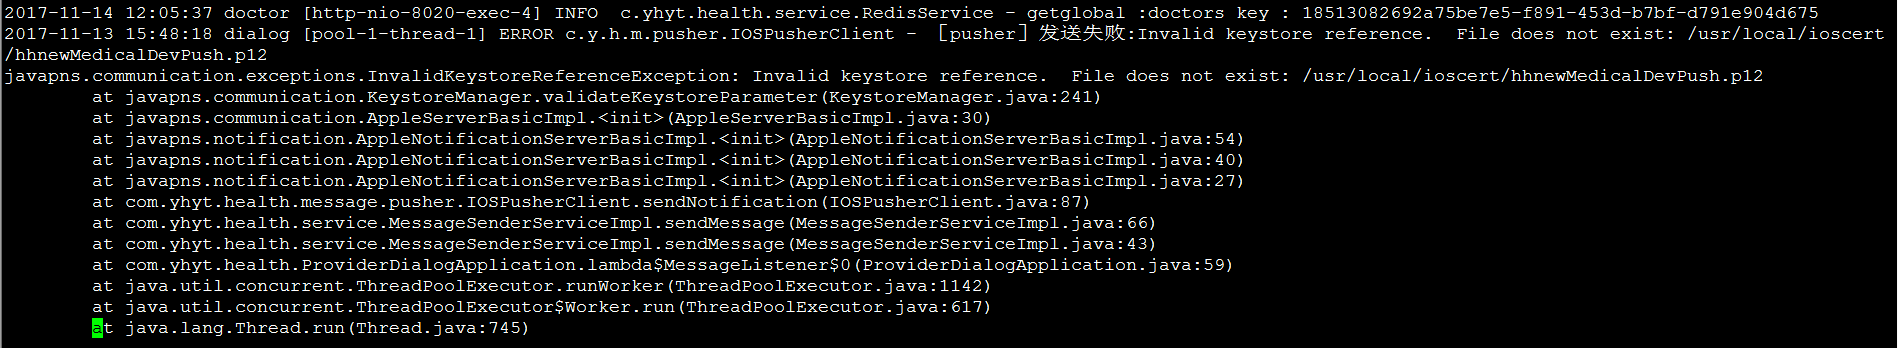 2017-11-14 12:05:37 doctor [http-nio-8020-exec-4] INFO  c.yhyt.health.service.RedisService - getglobal :doctors key : 18513082692a75be7e5-f891-453d-b7bf-d791e904d675
2017-11-13 15:48:18 dialog [pool-1-thread-1] ERROR c.y.h.m.pusher.IOSPusherClient - [pusher]发送失败:Invalid keystore reference.  File does not exist: /usr/local/ioscert
/hhnewMedicalDevPush.p12
javapns.communication.exceptions.InvalidKeystoreReferenceException: Invalid keystore reference.  File does not exist: /usr/local/ioscert/hhnewMedicalDevPush.p12
        at javapns.communication.KeystoreManager.validateKeystoreParameter(KeystoreManager.java:241)
        at javapns.communication.AppleServerBasicImpl.<init>(AppleServerBasicImpl.java:30)
        at javapns.notification.AppleNotificationServerBasicImpl.<init>(AppleNotificationServerBasicImpl.java:54)
        at javapns.notification.AppleNotificationServerBasicImpl.<init>(AppleNotificationServerBasicImpl.java:40)
        at javapns.notification.AppleNotificationServerBasicImpl.<init>(AppleNotificationServerBasicImpl.java:27)
        at com.yhyt.health.message.pusher.IOSPusherClient.sendNotification(IOSPusherClient.java:87)
        at com.yhyt.health.service.MessageSenderServiceImpl.sendMessage(MessageSenderServiceImpl.java:66)
        at com.yhyt.health.service.MessageSenderServiceImpl.sendMessage(MessageSenderServiceImpl.java:43)
        at com.yhyt.health.ProviderDialogApplication.lambda$MessageListener$0(ProviderDialogApplication.java:59)
        at java.util.concurrent.ThreadPoolExecutor.runWorker(ThreadPoolExecutor.java:1142)
        at java.util.concurrent.ThreadPoolExecutor$Worker.run(ThreadPoolExecutor.java:617)
        at java.lang.Thread.run(Thread.java:745)